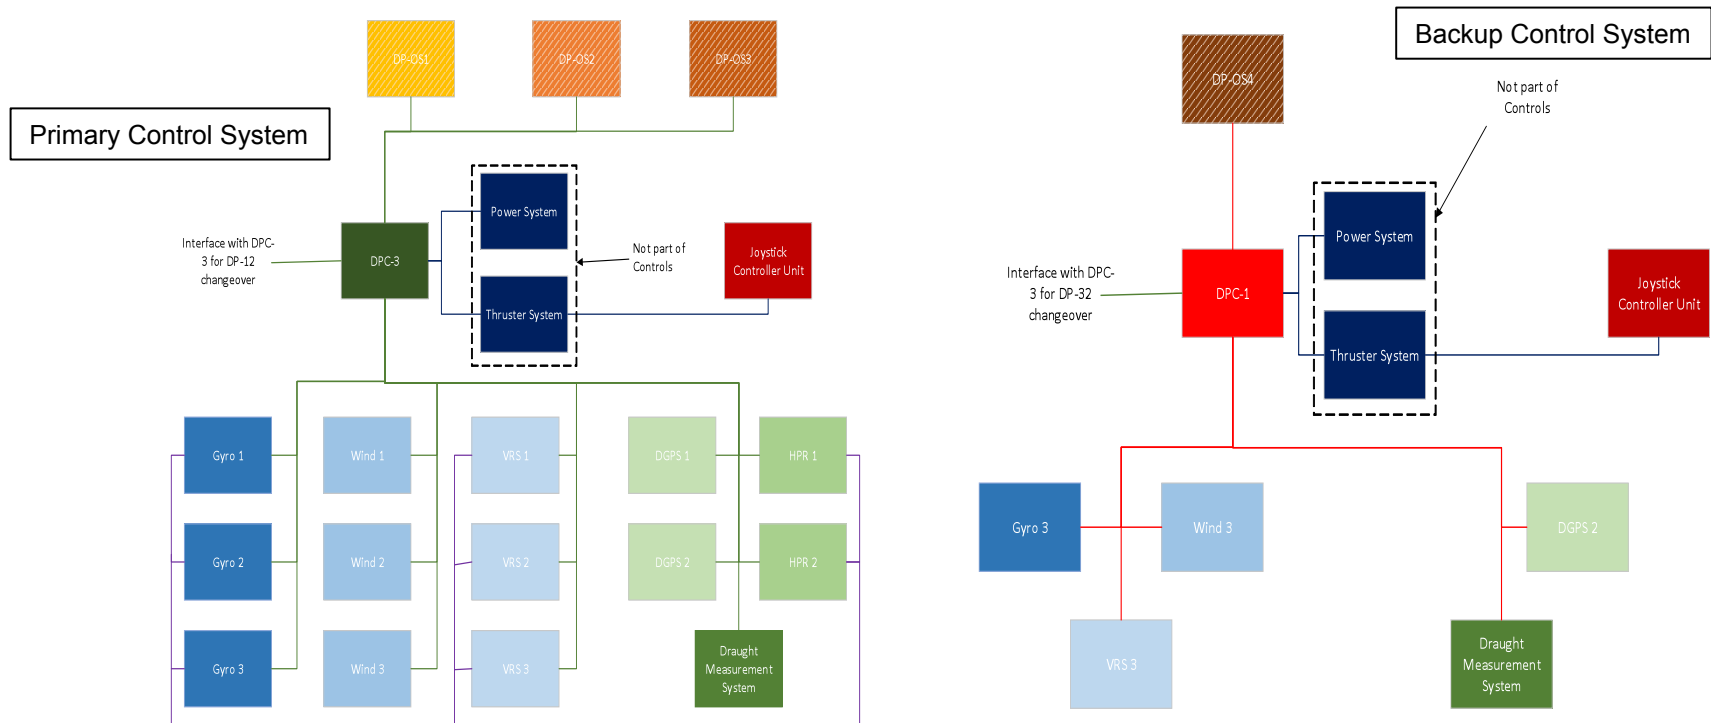 Primary Control System
DP-OS1
DP-OS2
DP-OS3
Interface with DPC-
3 for DP-12
changeover
DPC-3
Power System
Thruster System
Not part of
Controls
Joystick
Controller Unit
Gyro 1
Wind 1
VRS 1
DGPS 1
HPR 1
Gyro 2
Wind 2
VRS 2
DGPS 2
HPR 2
Gyro 3
Wind 3
VRS 3
Draught
Measurement
System
Backup Control System
DP-OS4
Not part of
Controls
Interface with DPC-
3 for DP-32
changeover
DPC-1
Power System
Thruster System
Joystick
Controller Unit
Gyro 3
Wind 3
DGPS 2
VRS 3
Draught
Measurement
System